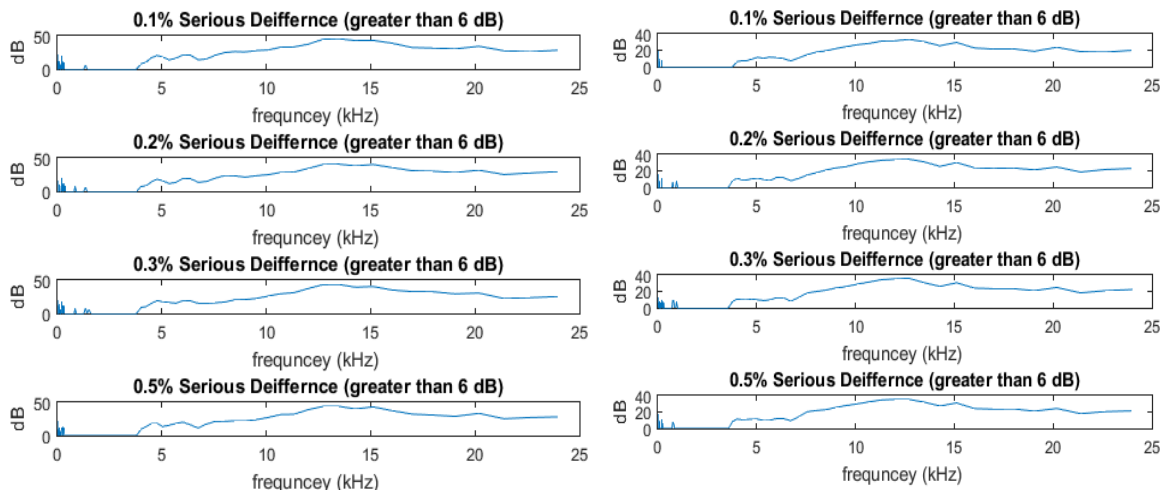 0.1% Serious Deiffernce (greater than 6 dB)
50
0
dB
0 5 10 15 20 25
frequncey (kHz)
0.2% Serious Deiffernce (greater than 6 dB)
50
0
dB
0 5 10 15 20 25
frequncey (kHz)
0.3% Serious Deiffernce (greater than 6 dB)
50
0
dB
0 5 10 15 20 25
frequncey (kHz)
0.5% Serious Deiffernce (greater than 6 dB)
50
0
dB
0 5 10 15 20 25
frequncey (kHz)
0.1% Serious Deiffernce (greater than 6 dB)
40
20
0
dB
0 5 10 15 20 25
frequncey (kHz)
0.2% Serious Deiffernce (greater than 6 dB)
40
20
0
dB
0 5 10 15 20 25
frequncey (kHz)
0.3% Serious Deiffernce (greater than 6 dB)
40
20
0
dB
0 5 10 15 20 25
frequncey (kHz)
0.5% Serious Deiffernce (greater than 6 dB)
40
20
0
dB
0 5 10 15 20 25
frequncey (kHz)